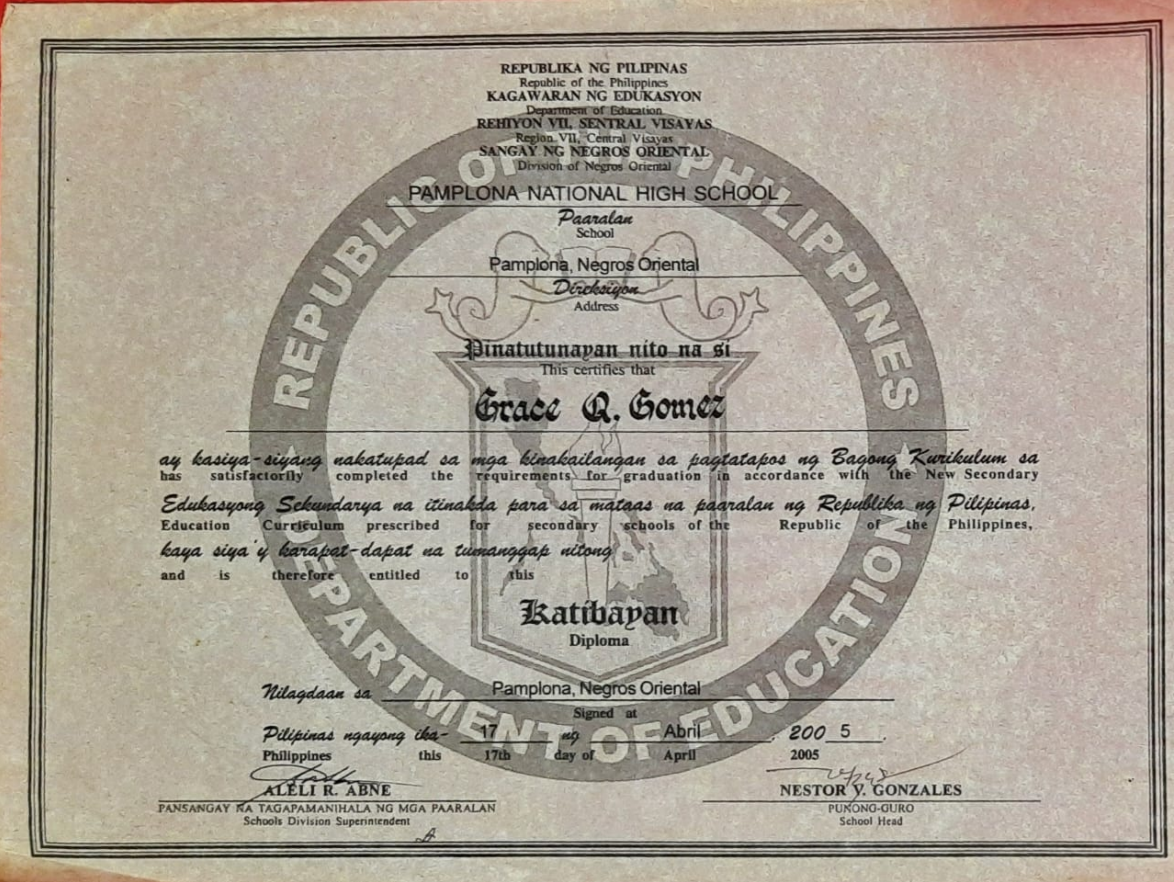 REPUBLIKA NG PILIPINAS
Republic of the Philippines
KAGAWARAN NG EDUKASYON
Department of Education
REHIYON VII, SENTRAL VISAYAS
Region VII, Central Visayas
SANGAY NG NEGROS ORIENTAL
Division of Negros Oriental
PAMPLONA NATIONAL HIGH SCHOOL
Paaralan
School
Pamplona, Negros Oriental
Direksiyon
Address
Pinatutunayan nito na si
This certifies that
Grace Q. Gomez
ay kasiya-siyang nakatupad sa mga kinakailangan sa pagtatapos ng Bagong Kurikulum sa
has satisfactorily completed the requirements for graduation in accordance with the New Secondary
Edukasyong Sekundarya na itinakda para sa mataas na paaralan ng Republika ng Pilipinas,
Education Curriculum prescribed for secondary schools of the Republic of the Philippines,
kaya siya'y karapat-dapat na tumanggap nitong
and is therefore entitled to this
Katibayan
Diploma
Nilagdaan sa Pamplona, Negros Oriental
Signed at
Pilipinas ngayong ika- 17 ng Abril 200 5.
Philippines this 17th day of April 2005
ALELI R. ABNE
PANSANGAY NA TAGAPAMANIHALA NG MGA PAARALAN
Schools Division Superintendent
NESTOR Y. GONZALES
PUNONG-GURO
School Head
REPUBLIC OF THE PHILIPPINES
DEPARTMENT OF EDUCATION